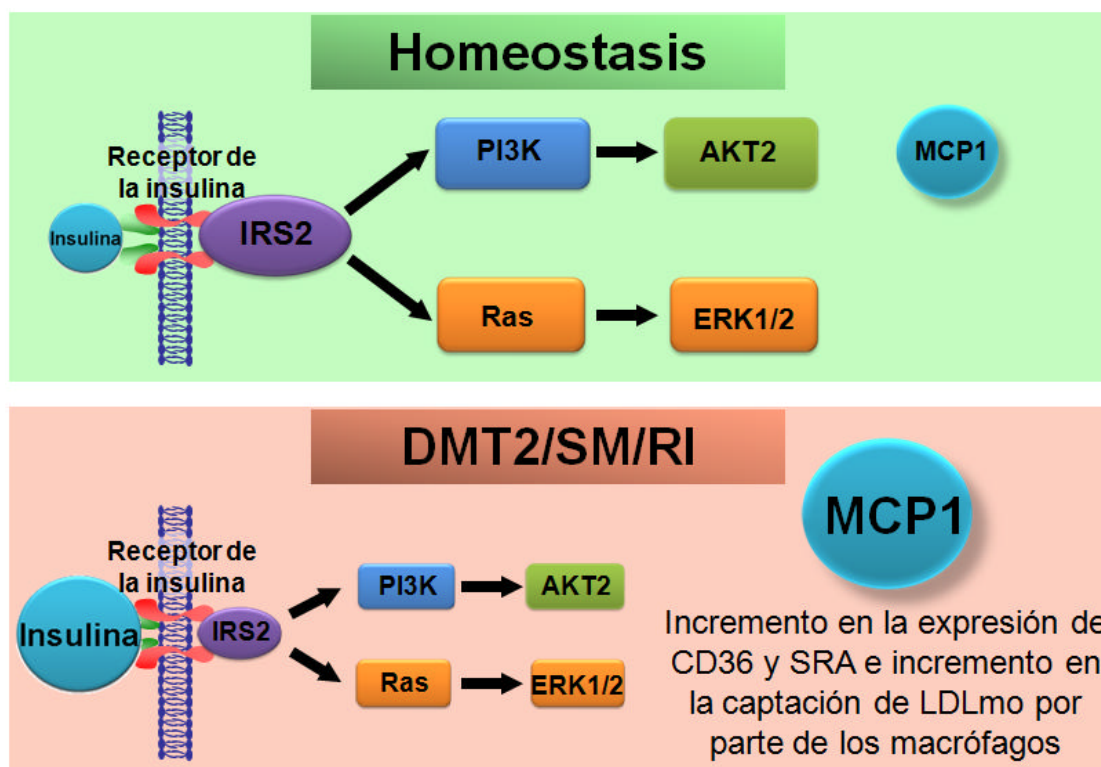 Homeostasis
Receptor de
la insulina
Insulina
IRS2
PI3K
AKT2
MCP1
Ras
ERK1/2
DMT2/SM/RI
MCP1
Receptor de
la insulina
Insulina
IRS2
PI3K
AKT2
Ras
ERK1/2
Incremento en la expresión de
CD36 y SRA e incremento en
la captación de LDLmo por
parte de los macrófagos